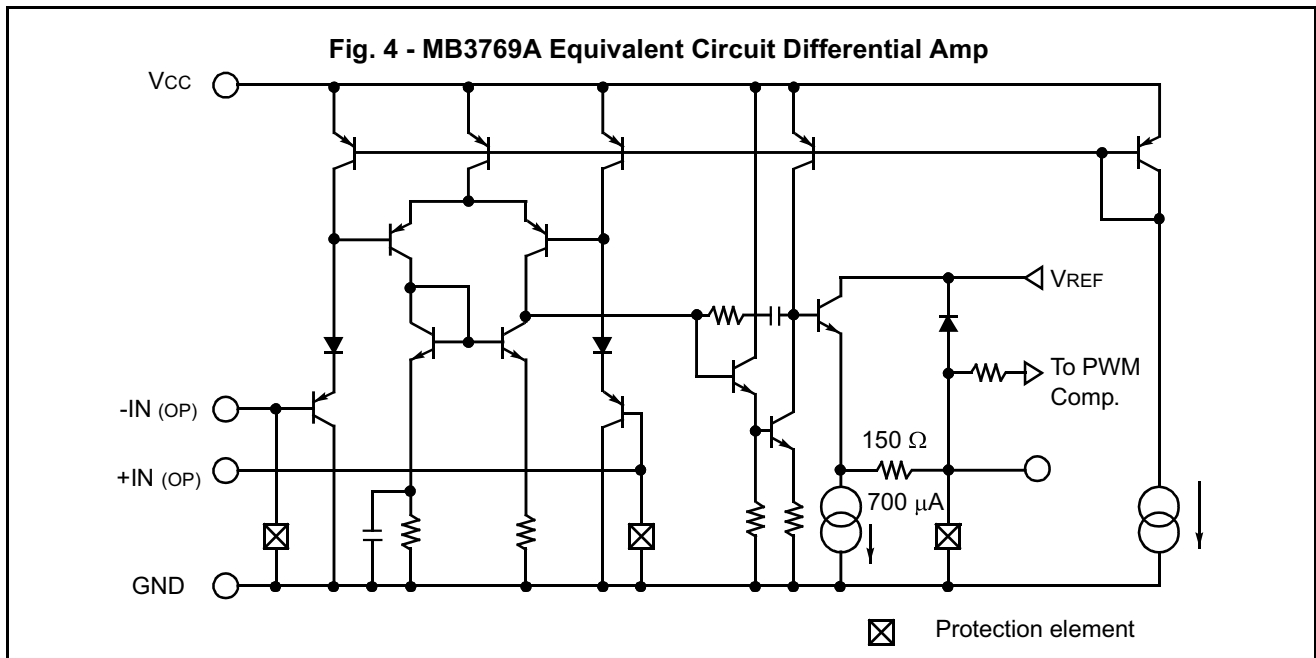 Fig. 4 - MB3769A Equivalent Circuit Differential Amp
VCC
VREF
To PWM
Comp.
-IN (OP)
150 Ω
+IN (OP)
700 μA
GND
Protection element